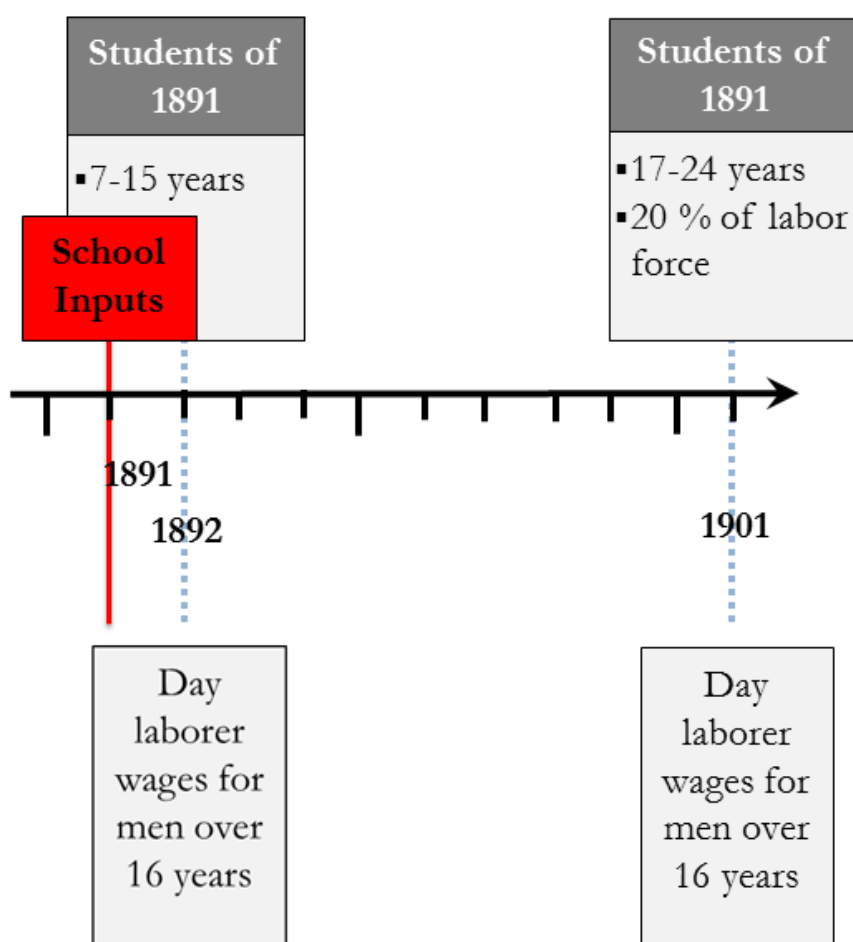 Students of
1891
▪7-15 years
School
Inputs
Students of
1891
▪17-24 years
▪20 % of labor
force
1891
1892
1901
Day
laborer
wages for
men over
16 years
Day
laborer
wages for
men over
16 years